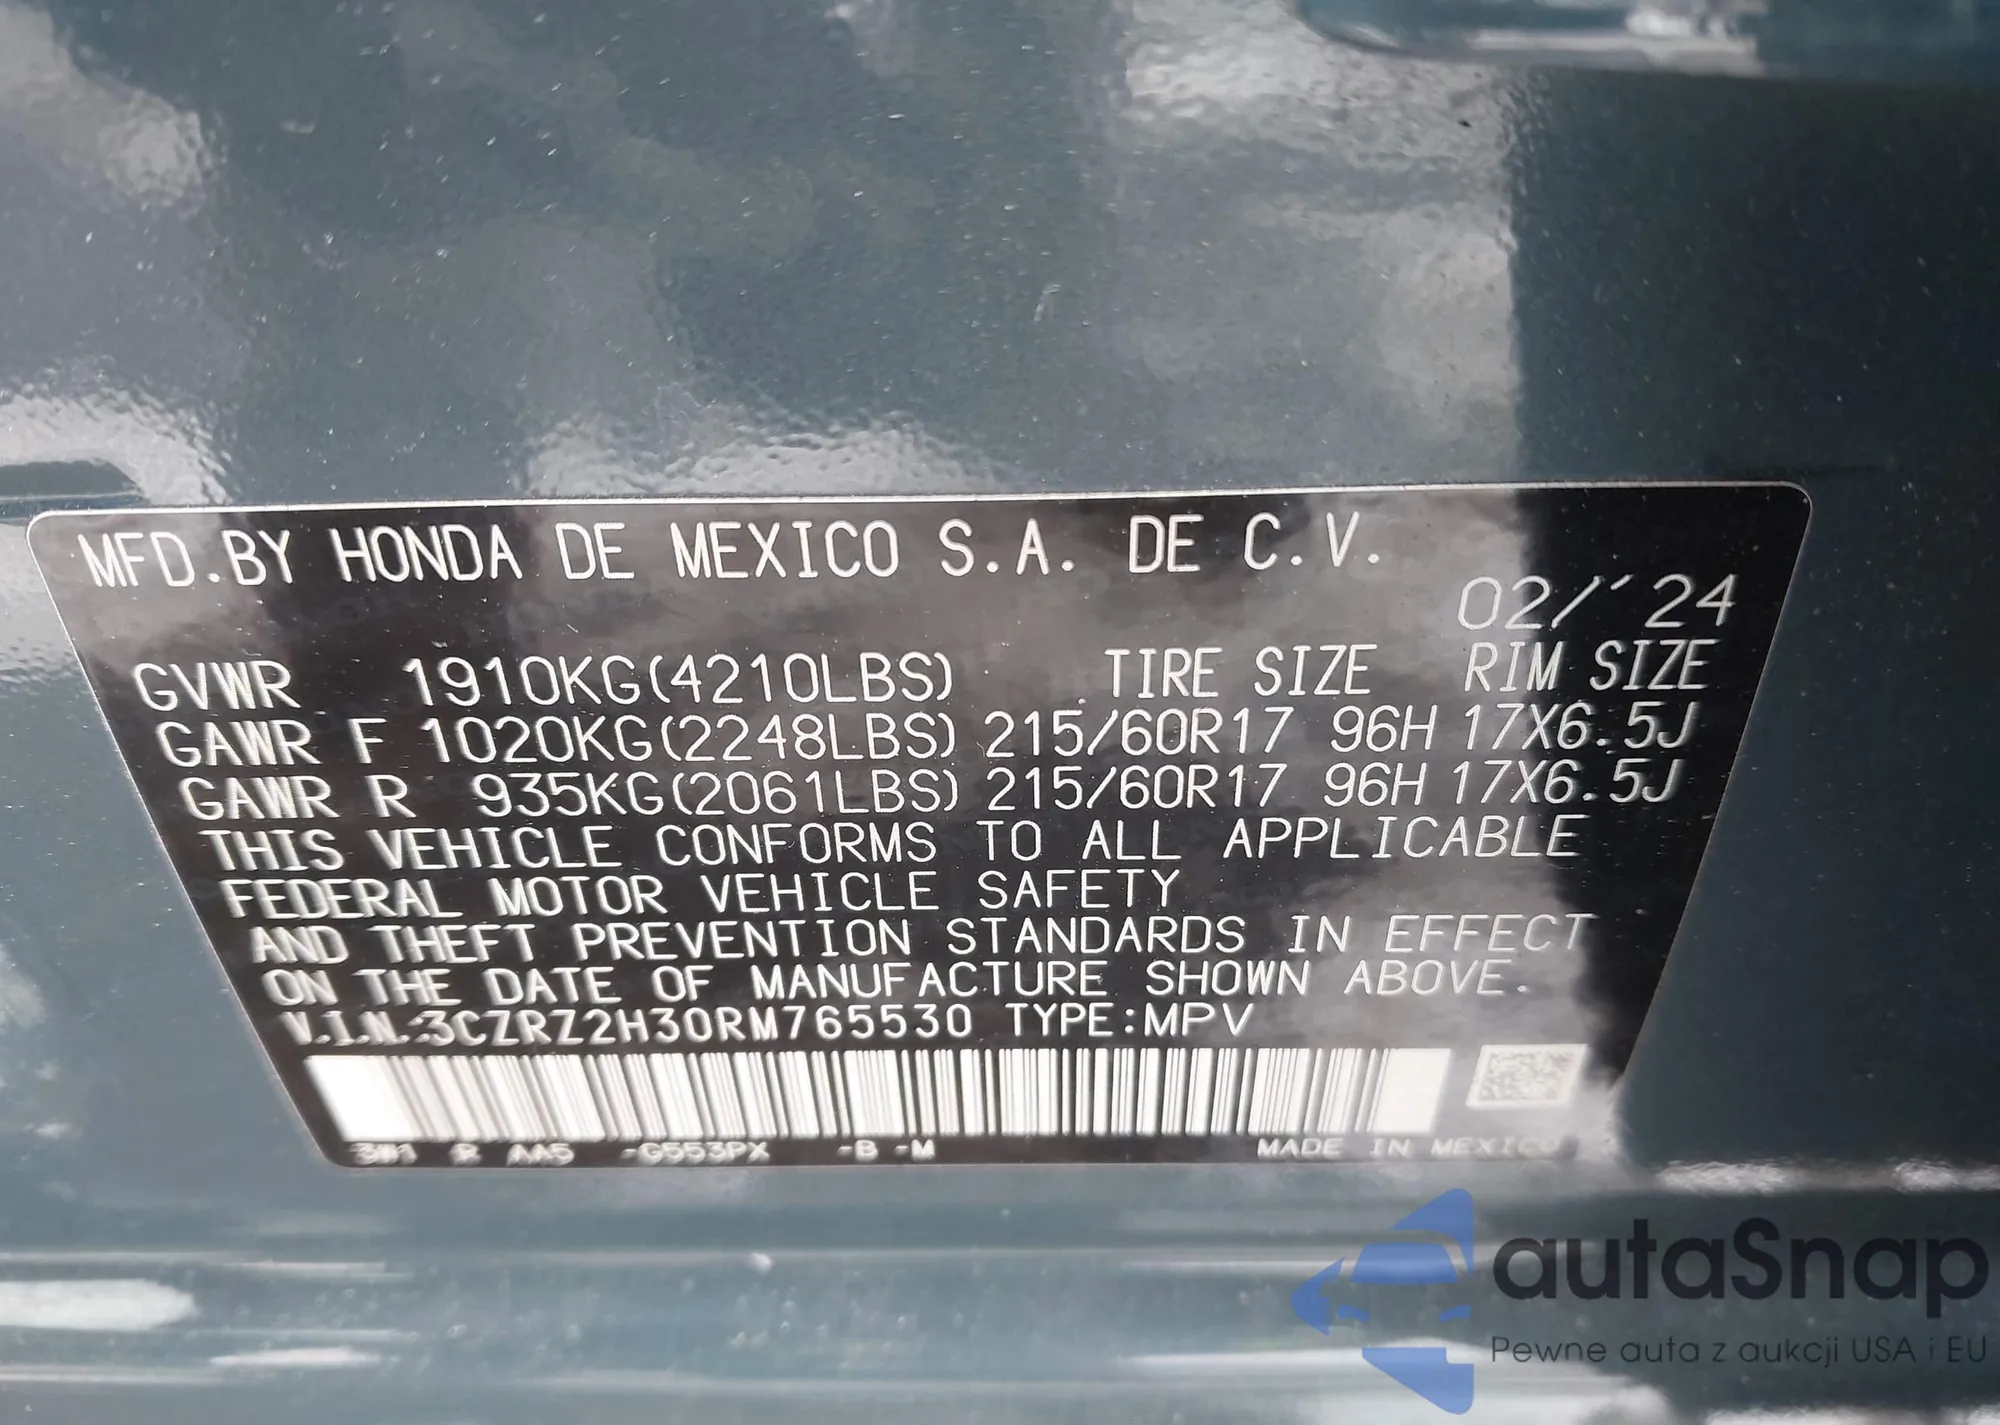 MFD.BY HONDA DE MEXICO S.A. DE C.V.
02/'24
GVWR 1910KG(4210LBS) TIRE SIZE RIM SIZE
GAWR F 1020KG(2248LBS) 215/60R17 96H 17X6.5J
GAWR R 935KG(2061LBS) 215/60R17 96H 17X6.5J
THIS VEHICLE CONFORMS TO ALL APPLICABLE
FEDERAL MOTOR VEHICLE SAFETY
AND THEFT PREVENTION STANDARDS IN EFFECT
ON THE DATE OF MANUFACTURE SHOWN ABOVE.
V.I.N.:3CZRZ2H30RM765530 TYPE:MPV
R AA5 -G553PX -B -M MADE IN MEXICO
autaSnap
Pewne auta z aukcji USA i EU